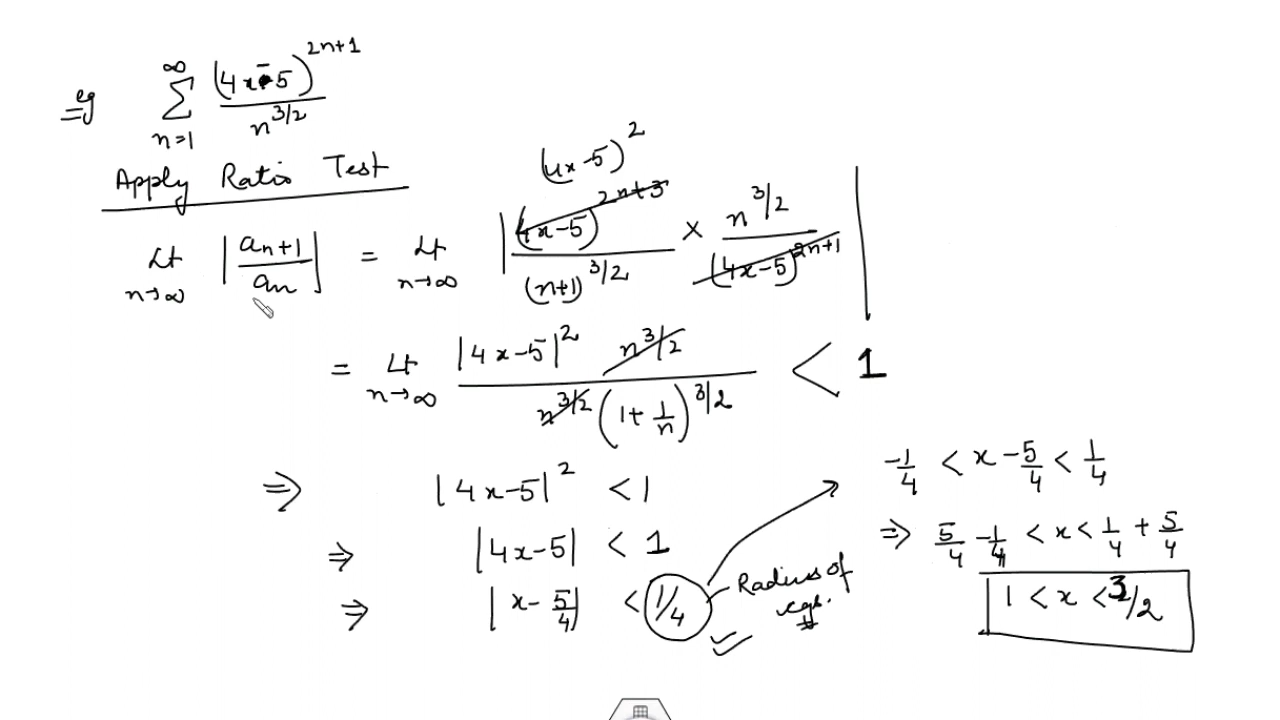 ⇒ eg ∑_{n=1}^{∞} (4x-5)^{2n+1} / n^{3/2}
Apply Ratio Test
Lt_{n→∞} |a_{n+1} / a_n| = Lt_{n→∞} | (4x-5)^{2n+3} / (n+1)^{3/2} × n^{3/2} / (4x-5)^{2n+1} |
(4x-5)^2
= Lt_{n→∞} |4x-5|^2 n^{3/2} / n^{3/2} (1+ 1/n)^{3/2} < 1
⇒ |4x-5|^2 < 1
⇒ |4x-5| < 1
⇒ |x - 5/4| < 1/4
Radius of
cgs.
-1/4 < x - 5/4 < 1/4
⇒ 5/4 - 1/4 < x < 1/4 + 5/4
1 < x < 3/2